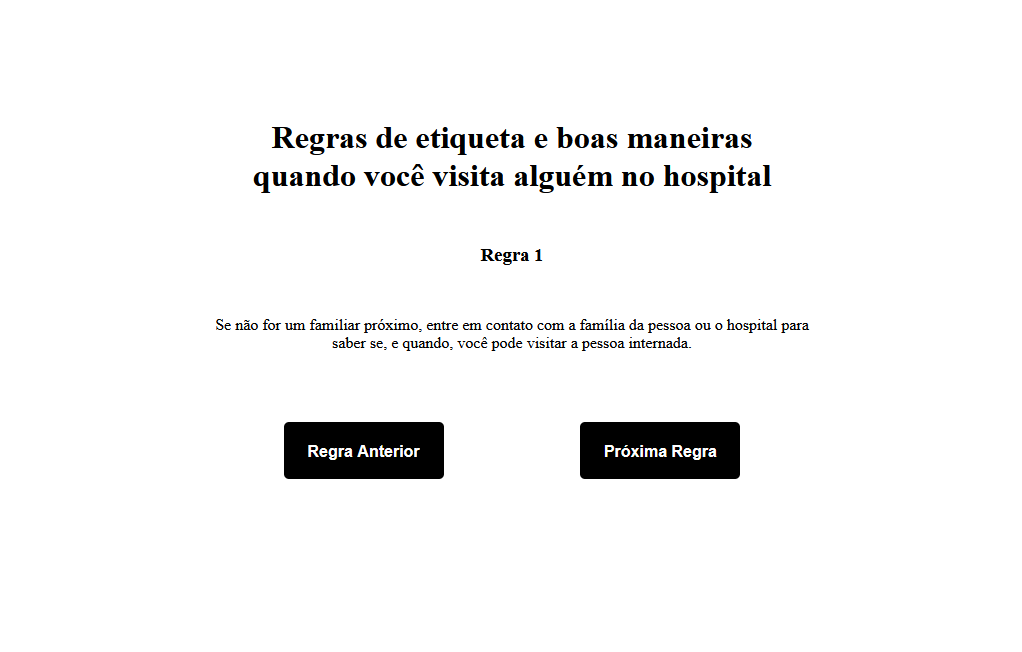 Regras de etiqueta e boas maneiras
quando você visita alguém no hospital
Regra 1
Se não for um familiar próximo, entre em contato com a família da pessoa ou o hospital para
saber se, e quando, você pode visitar a pessoa internada.
Regra Anterior
Próxima Regra